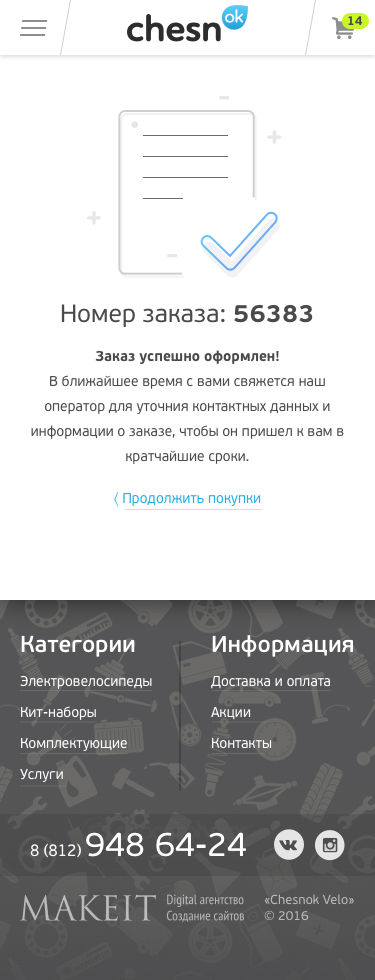 chesn ok
14
Номер заказа: 56383
Заказ успешно оформлен!
В ближайшее время с вами свяжется наш
оператор для уточния контактных данных и
информации о заказе, чтобы он пришел к вам в
кратчайшие сроки.
〈 Продолжить покупки
Категории
Электровелосипеды
Кит-наборы
Комплектующие
Услуги
Информация
Доставка и оплата
Акции
Контакты
8 (812) 948 64-24
MAKEIT
Digital агентство
Создание сайтов
«Chesnok Velo»
© 2016